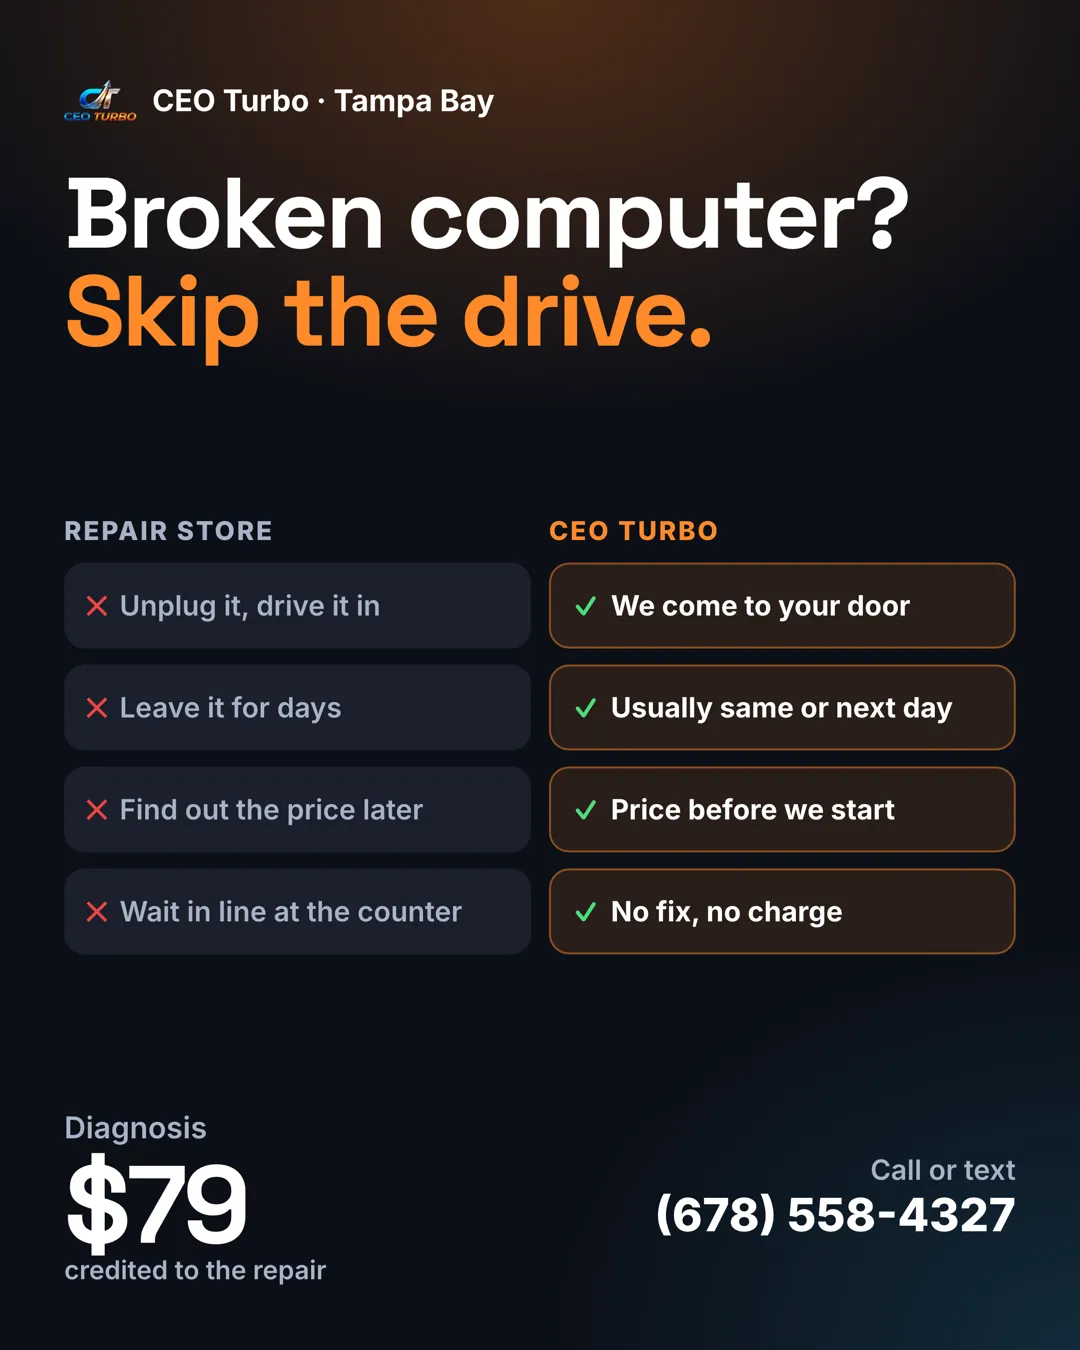 CEO TURBO
CEO Turbo · Tampa Bay
Broken computer?
Skip the drive.
REPAIR STORE
Unplug it, drive it in
Leave it for days
Find out the price later
Wait in line at the counter
CEO TURBO
We come to your door
Usually same or next day
Price before we start
No fix, no charge
Diagnosis
$79
credited to the repair
Call or text
(678) 558-4327